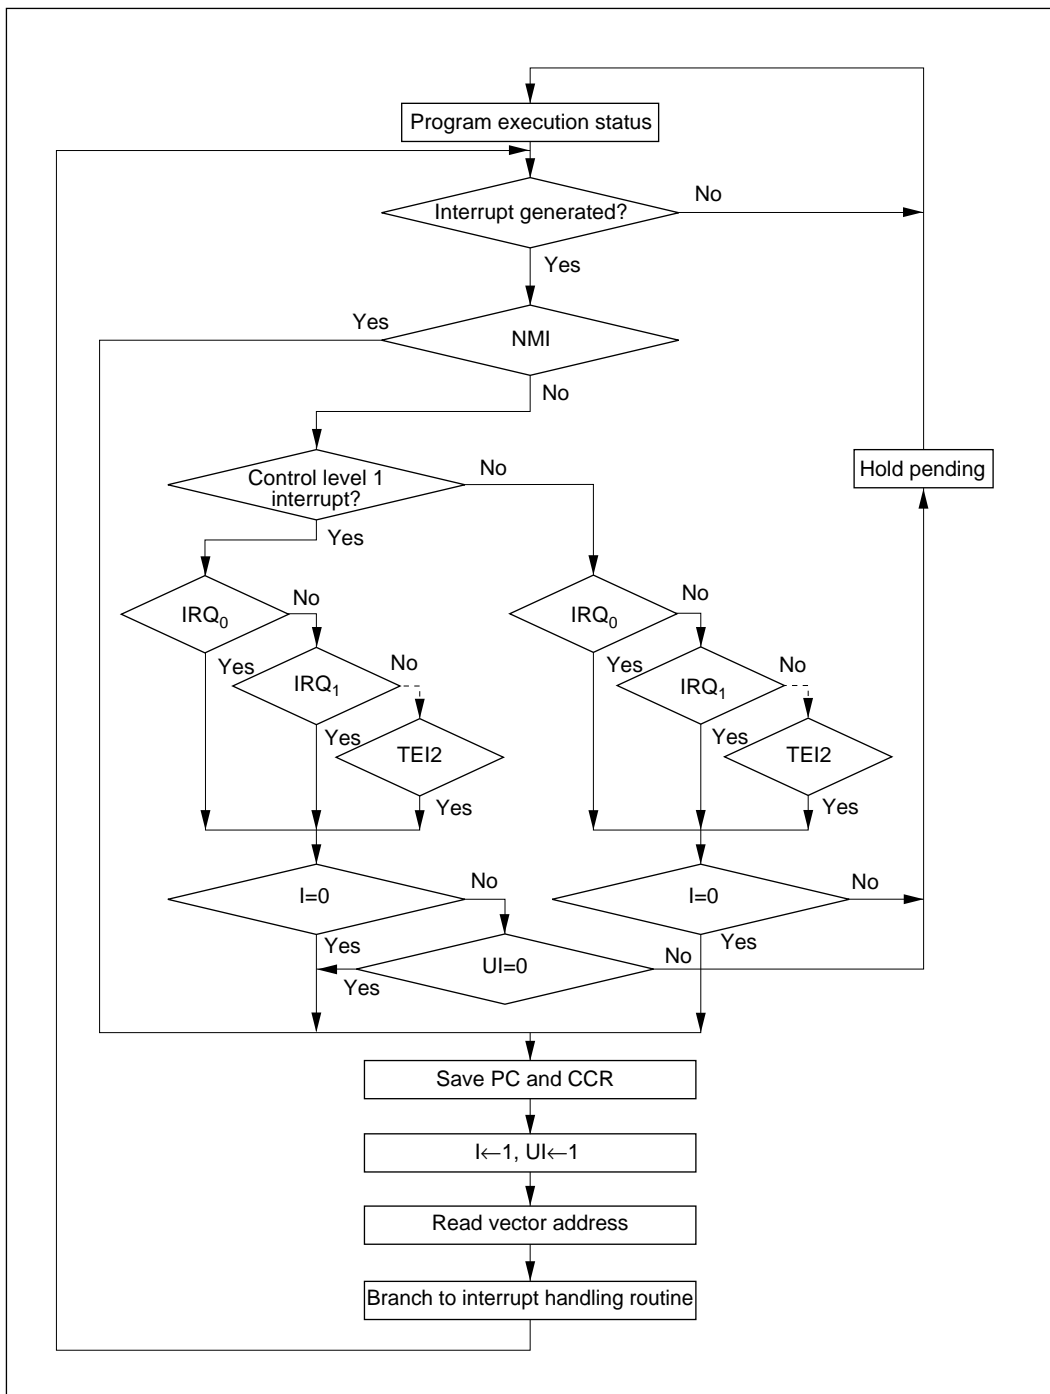 Program execution status
Interrupt generated?
No
Yes
Yes
NMI
No
Control level 1
interrupt?
No
Hold pending
Yes
IRQ0
No
IRQ0
No
Yes
IRQ1
No
Yes
IRQ1
No
Yes
TEI2
Yes
TEI2
Yes
Yes
I=0
No
I=0
No
Yes
Yes
UI=0
No
Yes
Save PC and CCR
I←1, UI←1
Read vector address
Branch to interrupt handling routine